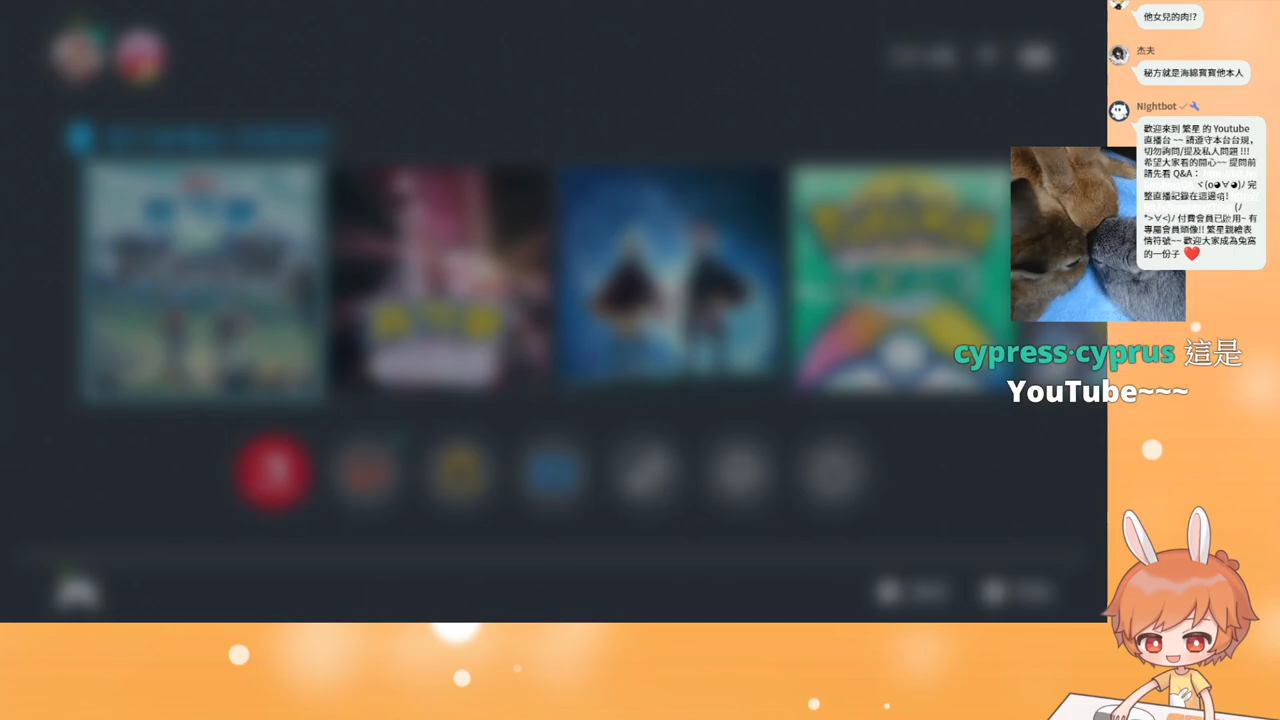 他女兒的肉!?
杰夫
秘方就是海綿寶寶他本人
Nightbot
歡迎來到 繁星 的 Youtube
直播台 ~~ 請遵守本台台規，
切勿詢問/提及私人問題 !!!
希望大家看的開心~~ 提問前
請先看 Q&A：
ヾ(o◕∀◕)ﾉ 完
整直播記錄在這邊唷!
(ﾉ
*>∀<)ﾉ 付費會員已啟用~ 有
專屬會員頭像!! 繁星親繪表
情符號~~ 歡迎大家成為兔窩
的一份子 ❤️
cypress·cyprus 這是
YouTube~~~